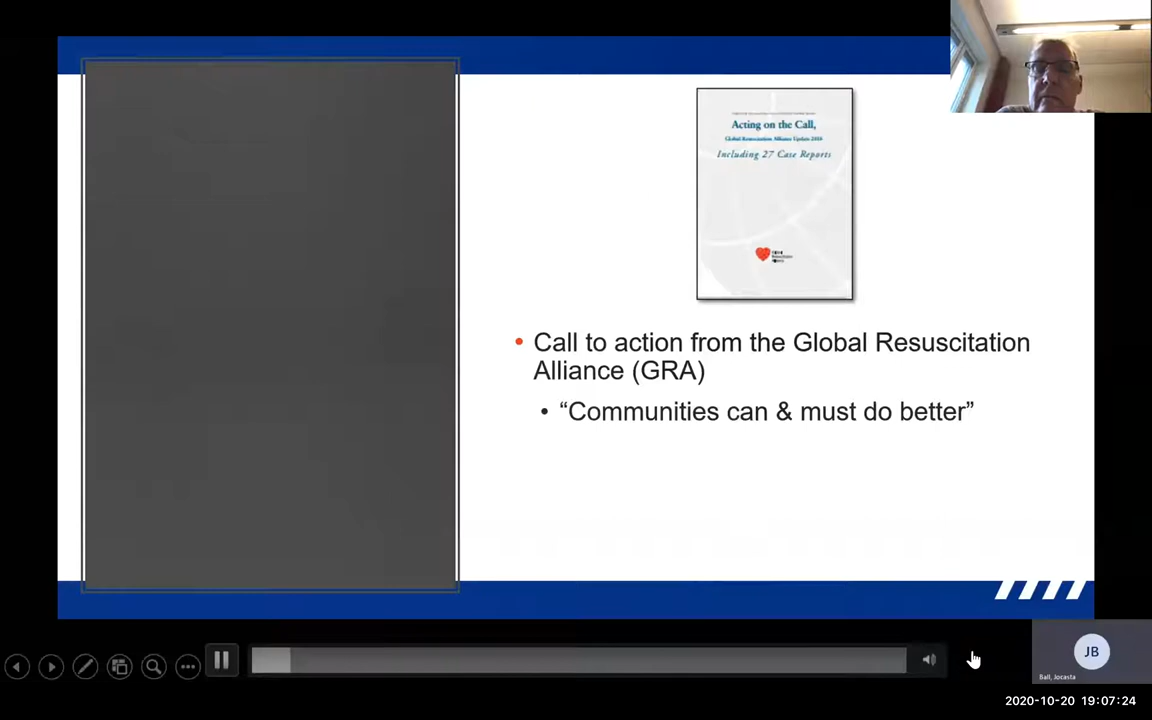 Acting on the Call,
Global Resuscitation Alliance Update 2018
Including 27 Case Reports
Call to action from the Global Resuscitation
Alliance (GRA)
“Communities can & must do better”
JB
Ball, Jocasta
2020-10-20 19:07:24